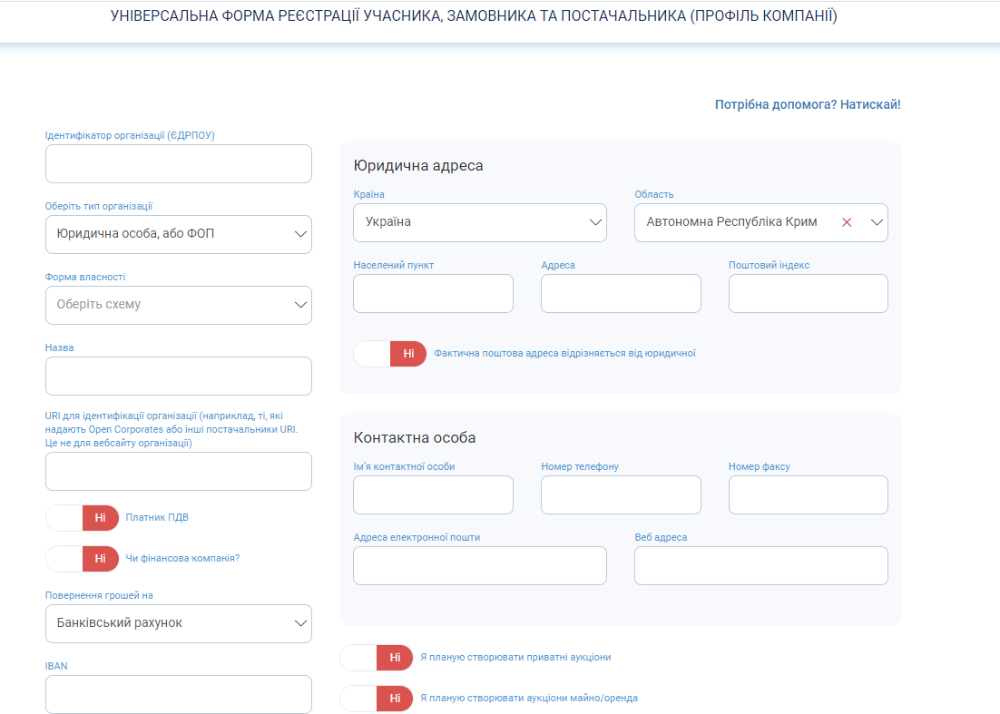 УНІВЕРСАЛЬНА ФОРМА РЕЄСТРАЦІЇ УЧАСНИКА, ЗАМОВНИКА ТА ПОСТАЧАЛЬНИКА (ПРОФІЛЬ КОМПАНІЇ)
Потрібна допомога? Натискай!
Ідентифікатор організації (ЄДРПОУ)
Оберіть тип організації
Юридична особа, або ФОП
Форма власності
Оберіть схему
Назва
URI для ідентифікації організації (наприклад, ті, які
надають Open Corporates або інші постачальники URI.
Це не для вебсайту організації)
Ні Платник ПДВ
Ні Чи фінансова компанія?
Повернення грошей на
Банківський рахунок
IBAN
Юридична адреса
Країна Область
Україна Автономна Республіка Крим
Населений пункт Адреса Поштовий індекс
Ні Фактична поштова адреса відрізняється від юридичної
Контактна особа
Ім'я контактної особи Номер телефону Номер факсу
Адреса електронної пошти Веб адреса
Ні Я планую створювати приватні аукціони
Ні Я планую створювати аукціони майно/оренда